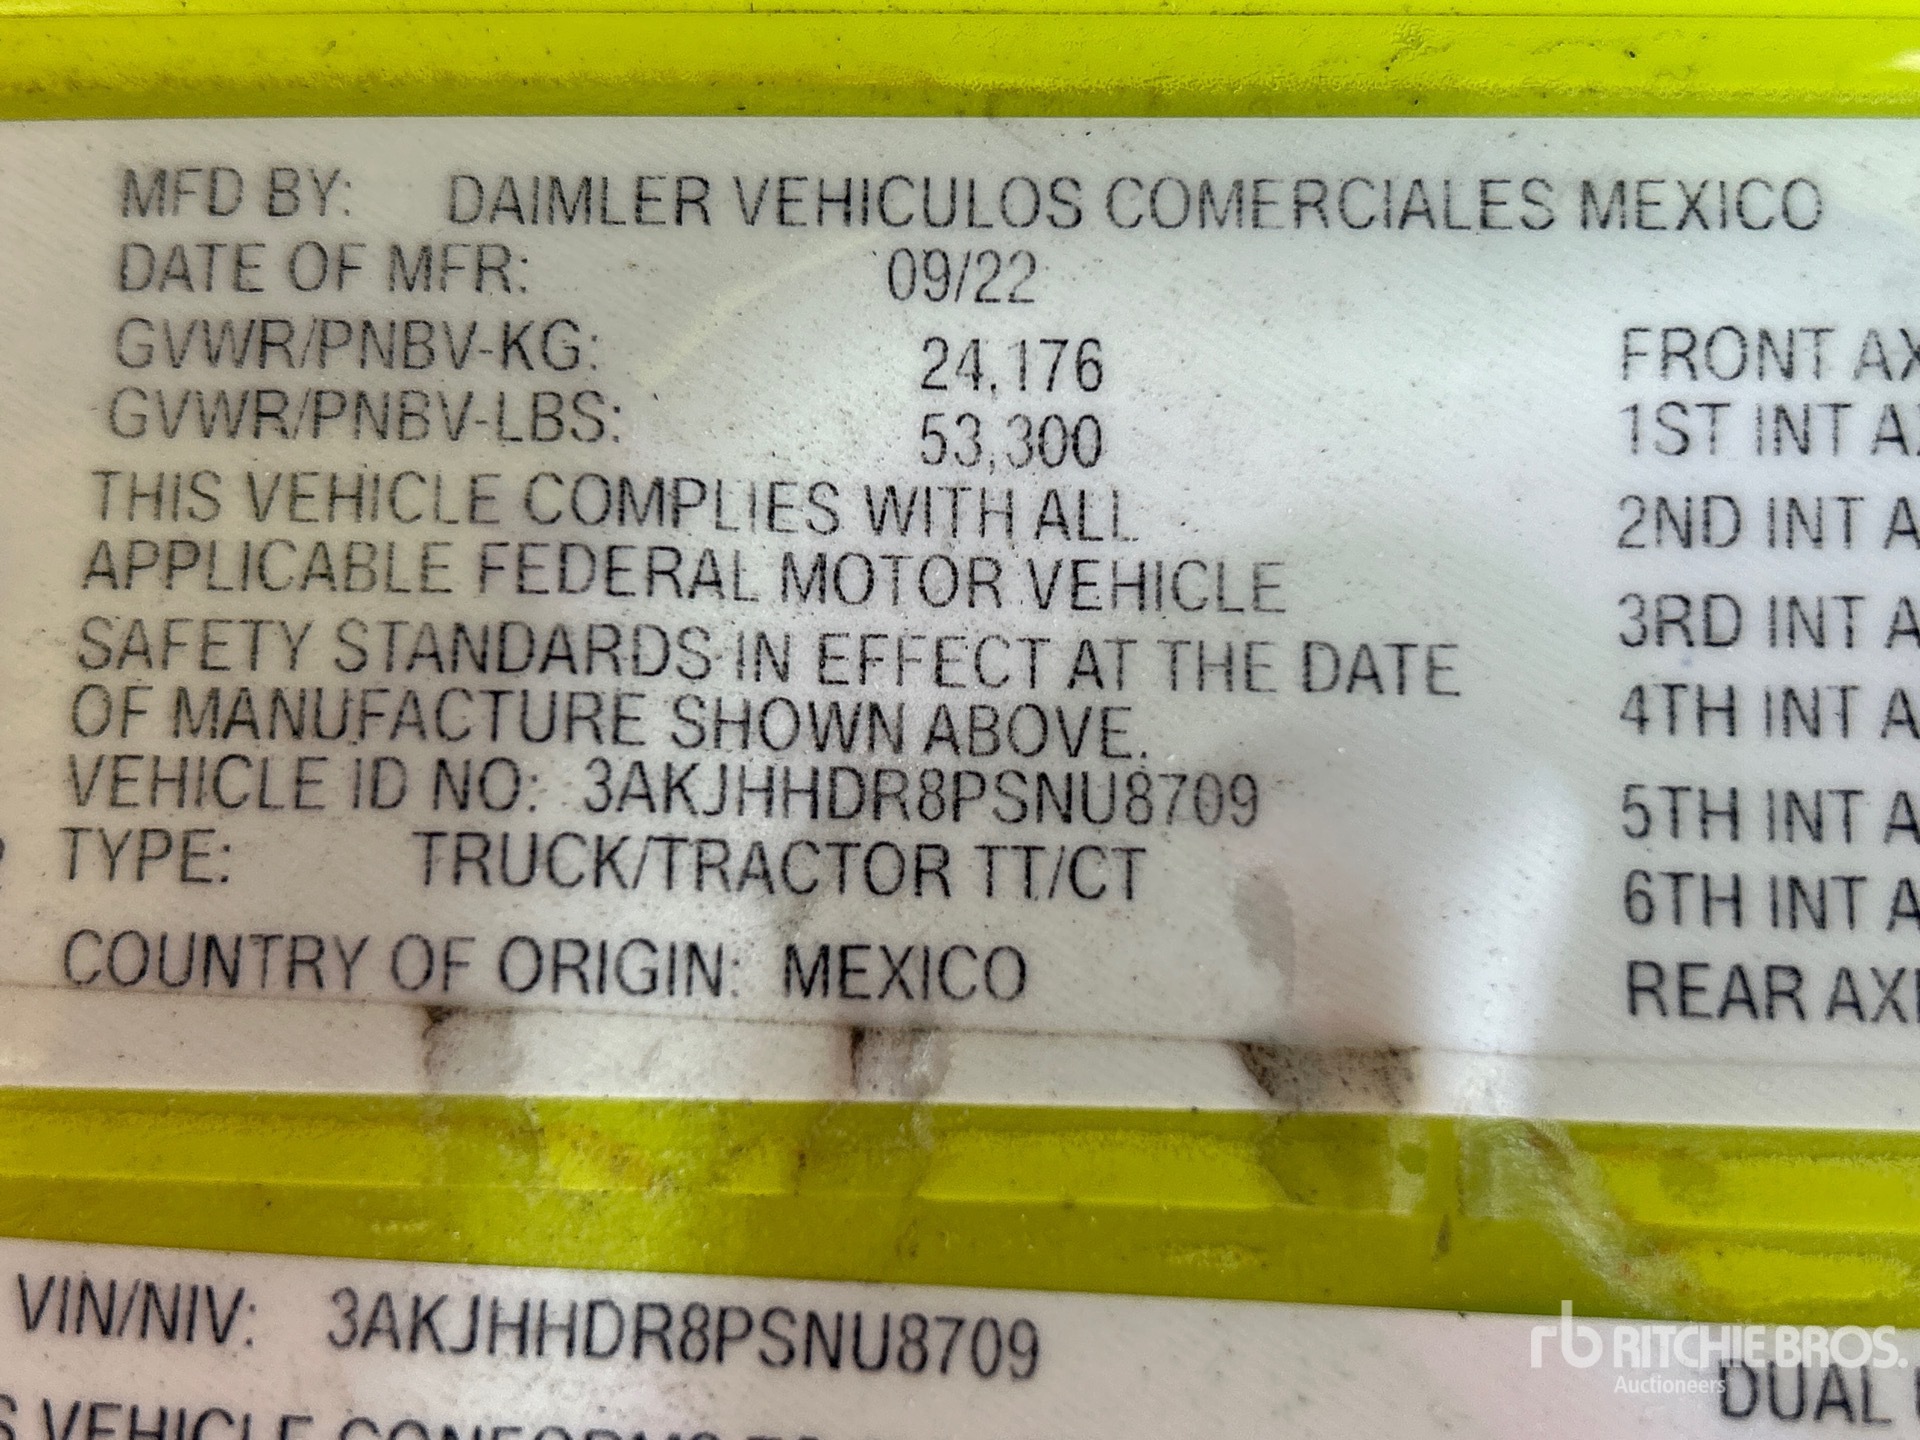 MFD BY: DAIMLER VEHICULOS COMERCIALES MEXICO
DATE OF MFR: 09/22
GVWR/PNBV-KG: 24,176
GVWR/PNBV-LBS: 53,300
THIS VEHICLE COMPLIES WITH ALL
APPLICABLE FEDERAL MOTOR VEHICLE
SAFETY STANDARDS IN EFFECT AT THE DATE
OF MANUFACTURE SHOWN ABOVE.
VEHICLE ID NO: 3AKJHHDR8PSNU8709
TYPE: TRUCK/TRACTOR TT/CT
COUNTRY OF ORIGIN: MEXICO
FRONT AX
1ST INT A
2ND INT A
3RD INT A
4TH INT A
5TH INT A
6TH INT A
REAR AX
VIN/NIV: 3AKJHHDR8PSNU8709
VEHICLE CONFORMS
DUAL
rb RITCHIE BROS.
Auctioneers